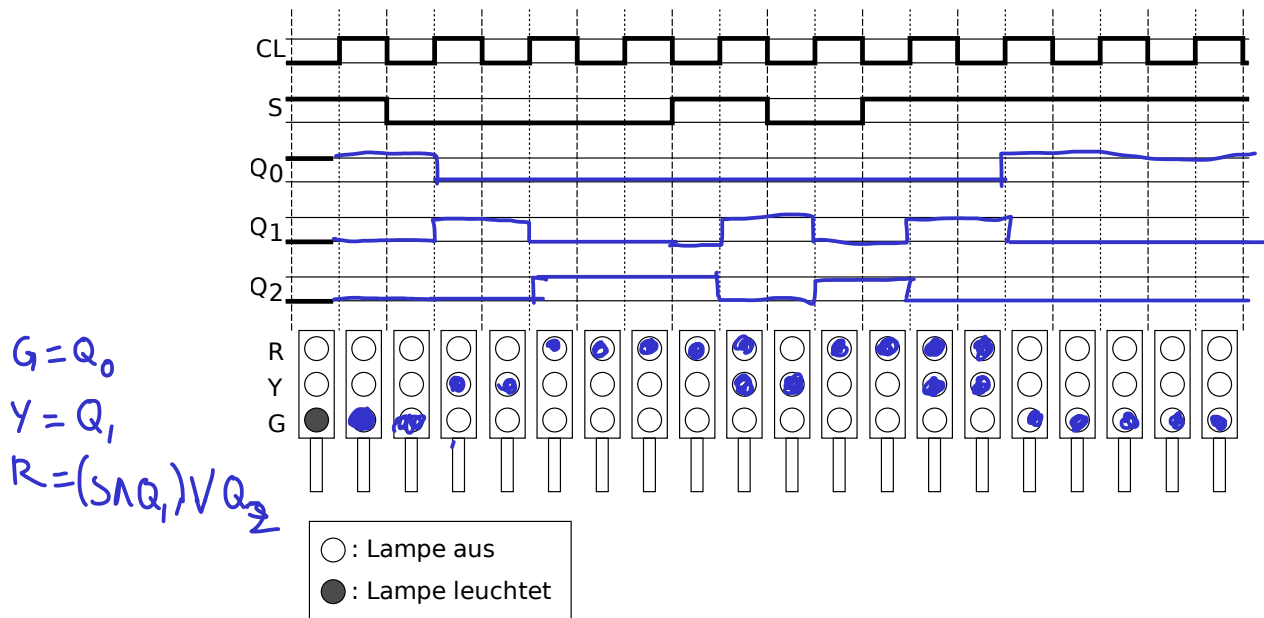 CL
S
Q0
Q1
Q2
R
Y
G
G = Q0
Y = Q1
R = (S∧Q1)∨Q2
: Lampe aus
: Lampe leuchtet